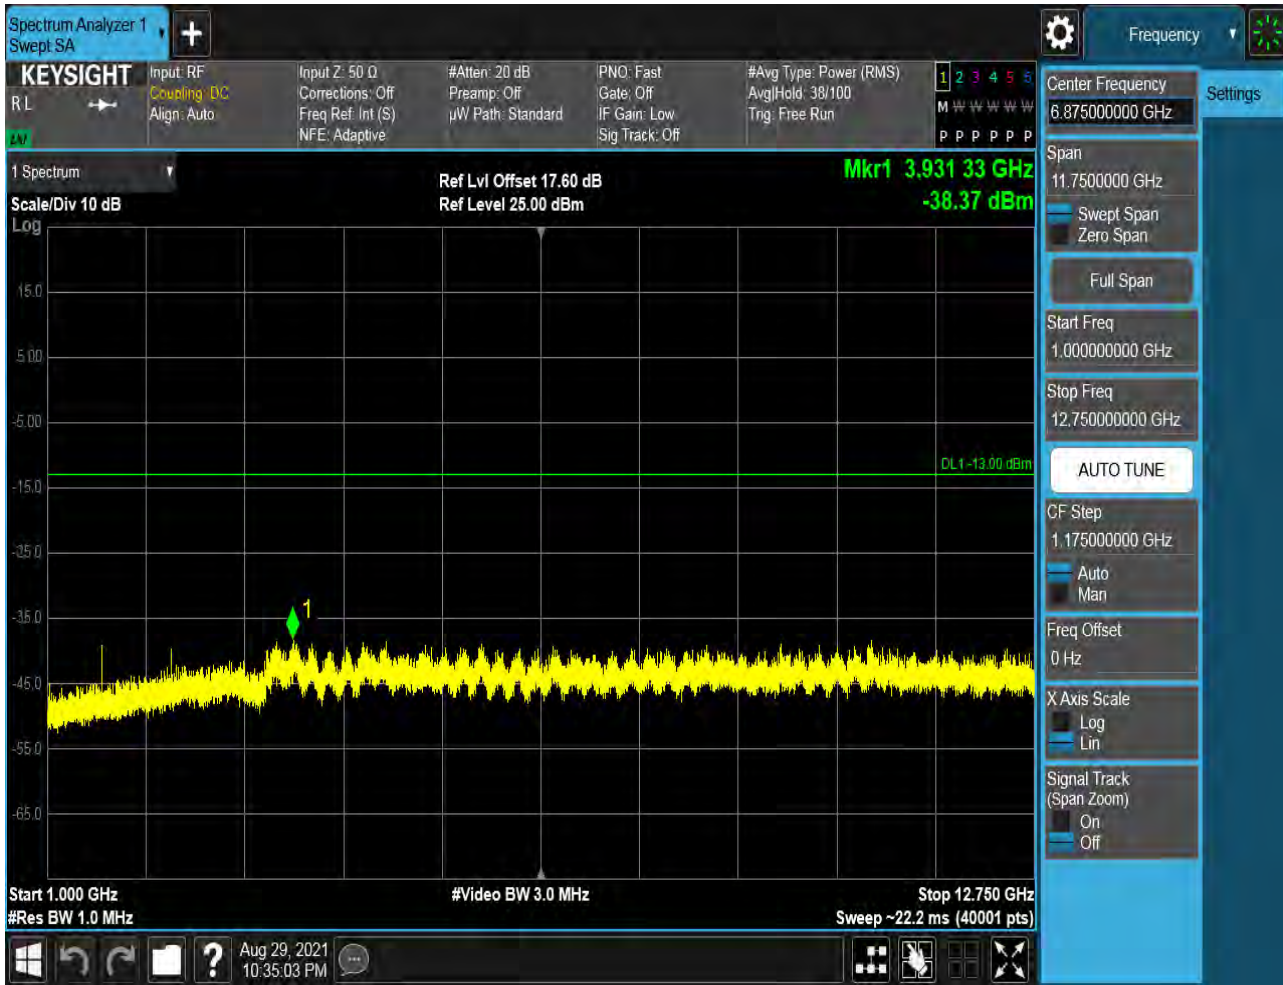 Spectrum Analyzer 1
Swept SA
Frequency
KEYSIGHT
R L
Input: RF
Coupling: DC
Align: Auto
Input Z: 50 Ω
Corrections: Off
Freq Ref: Int (S)
NFE: Adaptive
#Atten: 20 dB
Preamp: Off
µW Path: Standard
PNO: Fast
Gate: Off
IF Gain: Low
Sig Track: Off
#Avg Type: Power (RMS)
Avg|Hold: 38/100
Trig: Free Run
1 2 3 4 5 6
M W W W W W
P P P P P P
1 Spectrum
Scale/Div 10 dB
Log
Ref Lvl Offset 17.60 dB
Ref Level 25.00 dBm
Mkr1 3.931 33 GHz
-38.37 dBm
15.0
5.00
-5.00
-15.0
-25.0
-35.0
-45.0
-55.0
-65.0
DL1 -13.00 dBm
1
Start 1.000 GHz
#Res BW 1.0 MHz
#Video BW 3.0 MHz
Stop 12.750 GHz
Sweep ~22.2 ms (40001 pts)
Aug 29, 2021
10:35:03 PM
Center Frequency
6.875000000 GHz
Settings
Span
11.7500000 GHz
Swept Span
Zero Span
Full Span
Start Freq
1.000000000 GHz
Stop Freq
12.750000000 GHz
AUTO TUNE
CF Step
1.175000000 GHz
Auto
Man
Freq Offset
0 Hz
X Axis Scale
Log
Lin
Signal Track
(Span Zoom)
On
Off